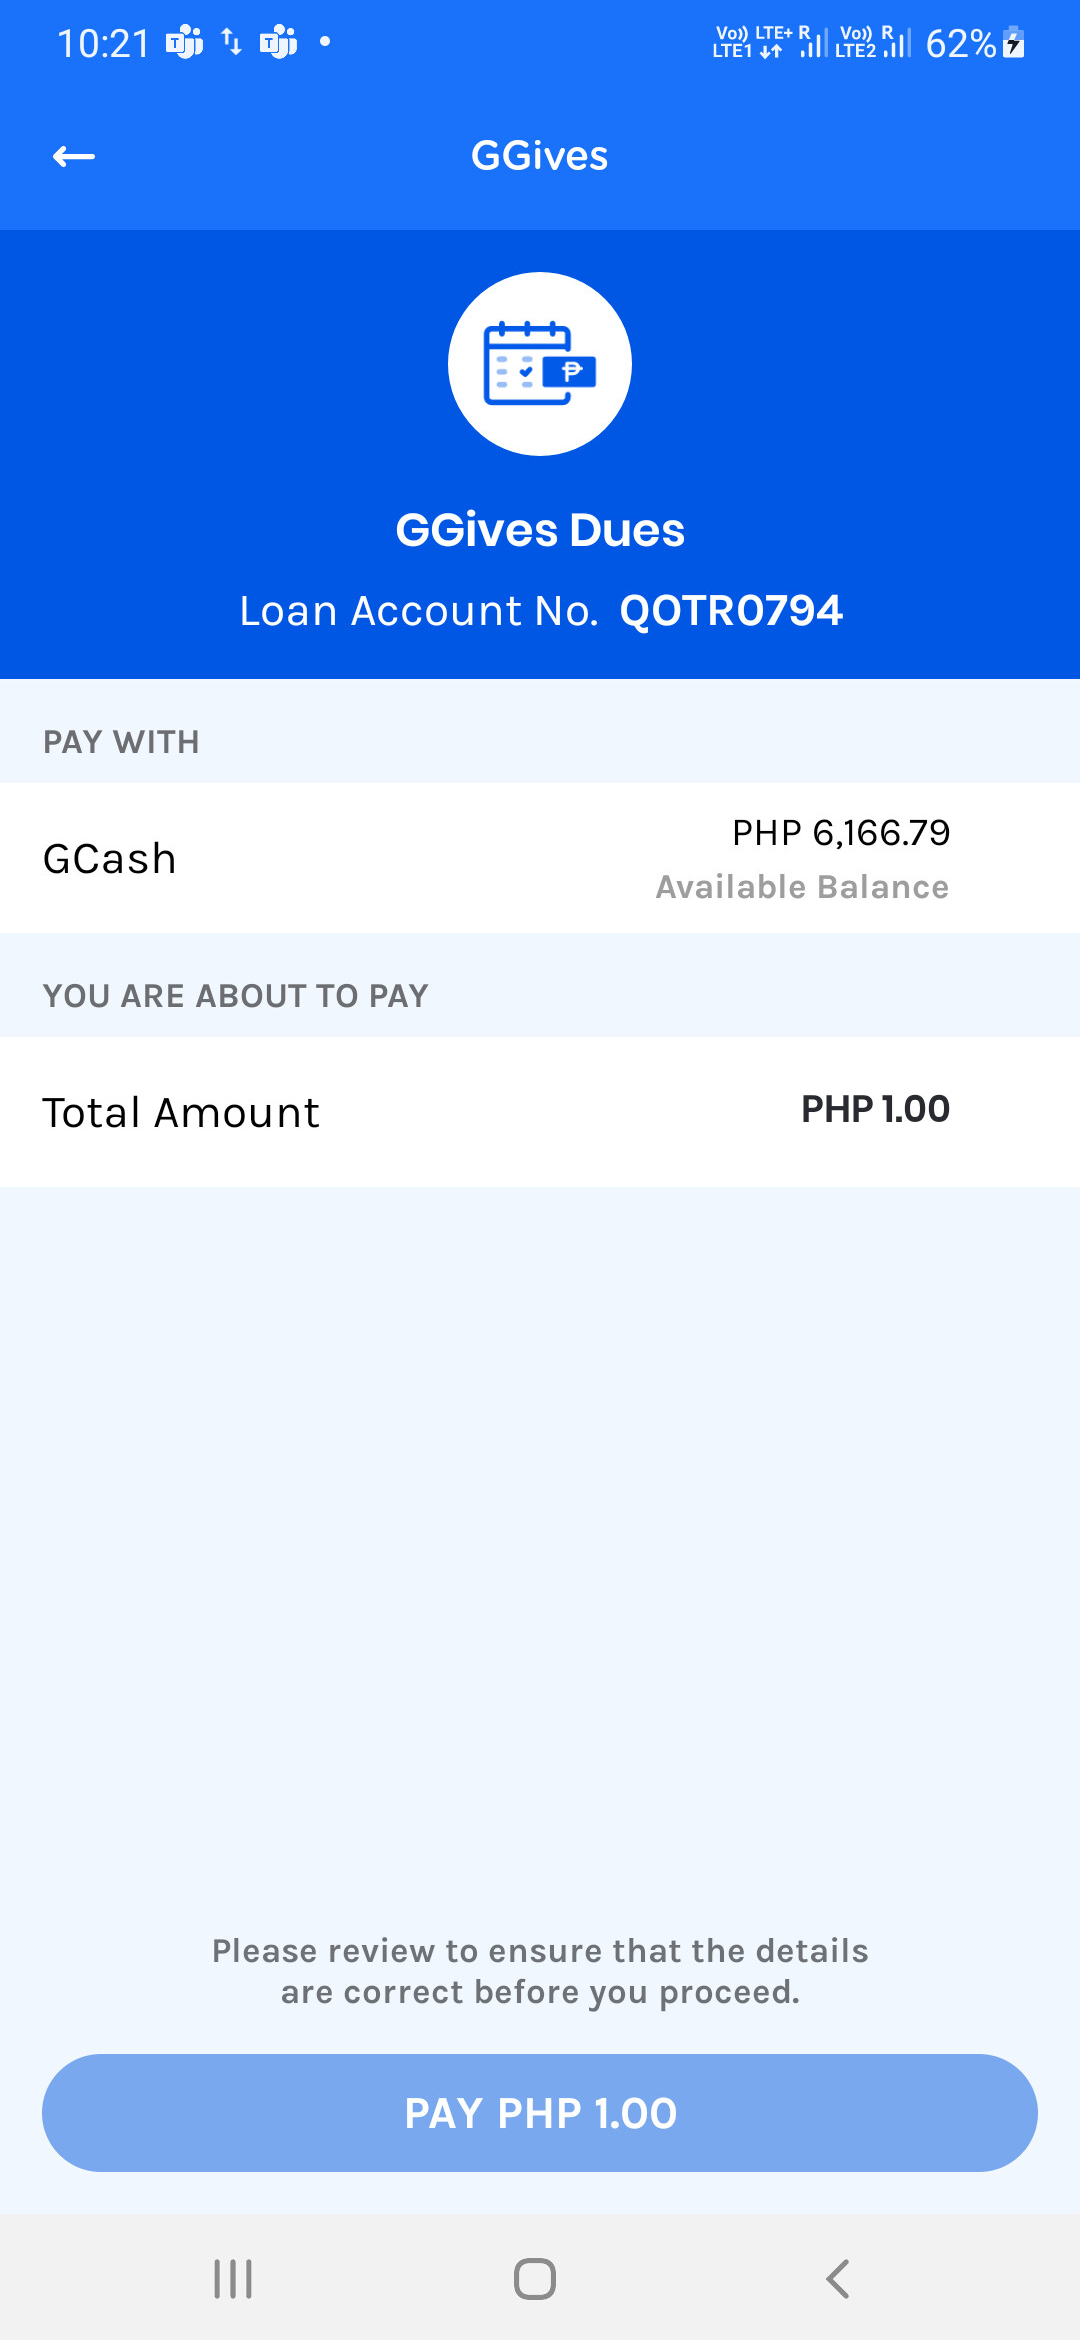 10:21
Vo)) LTE+ R Vo)) R
LTE1 LTE2 62%
GGives
GGives Dues
Loan Account No. QOTR0794
PAY WITH
GCash
PHP 6,166.79
Available Balance
YOU ARE ABOUT TO PAY
Total Amount
PHP 1.00
Please review to ensure that the details
are correct before you proceed.
PAY PHP 1.00